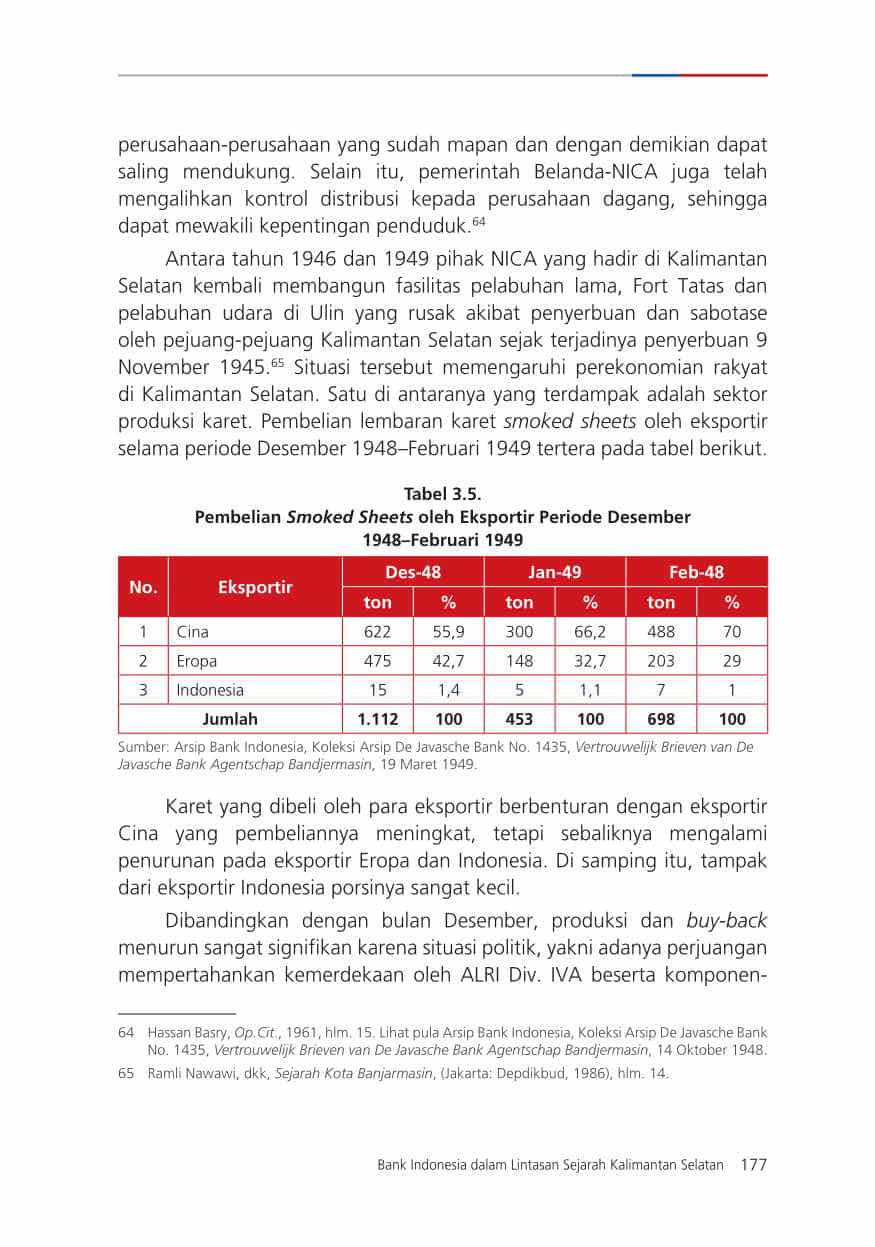 perusahaan-perusahaan yang sudah mapan dan dengan demikian dapat
saling mendukung. Selain itu, pemerintah Belanda-NICA juga telah
mengalihkan kontrol distribusi kepada perusahaan dagang, sehingga
dapat mewakili kepentingan penduduk.64
Antara tahun 1946 dan 1949 pihak NICA yang hadir di Kalimantan
Selatan kembali membangun fasilitas pelabuhan lama, Fort Tatas dan
pelabuhan udara di Ulin yang rusak akibat penyerbuan dan sabotase
oleh pejuang-pejuang Kalimantan Selatan sejak terjadinya penyerbuan 9
November 1945.65 Situasi tersebut memengaruhi perekonomian rakyat
di Kalimantan Selatan. Satu di antaranya yang terdampak adalah sektor
produksi karet. Pembelian lembaran karet smoked sheets oleh eksportir
selama periode Desember 1948–Februari 1949 tertera pada tabel berikut.
Tabel 3.5.
Pembelian Smoked Sheets oleh Eksportir Periode Desember
1948–Februari 1949
No. Eksportir Des-48 Jan-49 Feb-48
ton % ton % ton %
1 Cina 622 55,9 300 66,2 488 70
2 Eropa 475 42,7 148 32,7 203 29
3 Indonesia 15 1,4 5 1,1 7 1
Jumlah 1.112 100 453 100 698 100
Sumber: Arsip Bank Indonesia, Koleksi Arsip De Javasche Bank No. 1435, Vertrouwelijk Brieven van De
Javasche Bank Agentschap Bandjermasin, 19 Maret 1949.
Karet yang dibeli oleh para eksportir berbenturan dengan eksportir
Cina yang pembeliannya meningkat, tetapi sebaliknya mengalami
penurunan pada eksportir Eropa dan Indonesia. Di samping itu, tampak
dari eksportir Indonesia porsinya sangat kecil.
Dibandingkan dengan bulan Desember, produksi dan buy-back
menurun sangat signifikan karena situasi politik, yakni adanya perjuangan
mempertahankan kemerdekaan oleh ALRI Div. IVA beserta komponen-
64 Hassan Basry, Op.Cit., 1961, hlm. 15. Lihat pula Arsip Bank Indonesia, Koleksi Arsip De Javasche Bank
No. 1435, Vertrouwelijk Brieven van De Javasche Bank Agentschap Bandjermasin, 14 Oktober 1948.
65 Ramli Nawawi, dkk, Sejarah Kota Banjarmasin, (Jakarta: Depdikbud, 1986), hlm. 14.
Bank Indonesia dalam Lintasan Sejarah Kalimantan Selatan 177